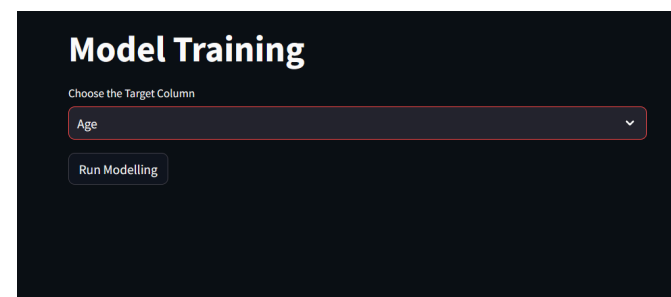 Model Training
Choose the Target Column
Age
Run Modelling